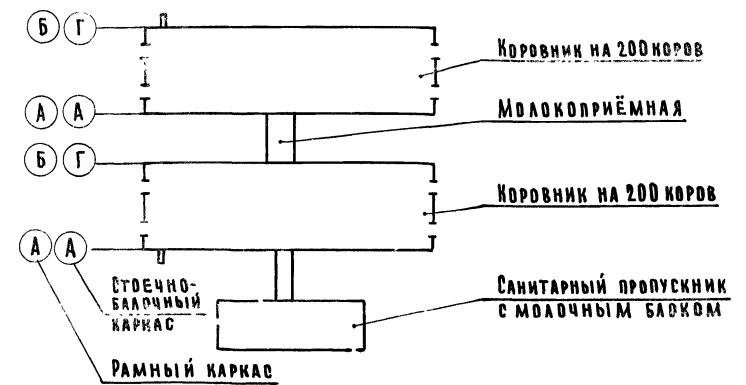 Б Г
Коровник на 200 коров
А А
Молокоприёмная
Б Г
Коровник на 200 коров
А А
Стоечно-
балочный
каркас
Санитарный пропускник
с молочным блоком
Рамный каркас